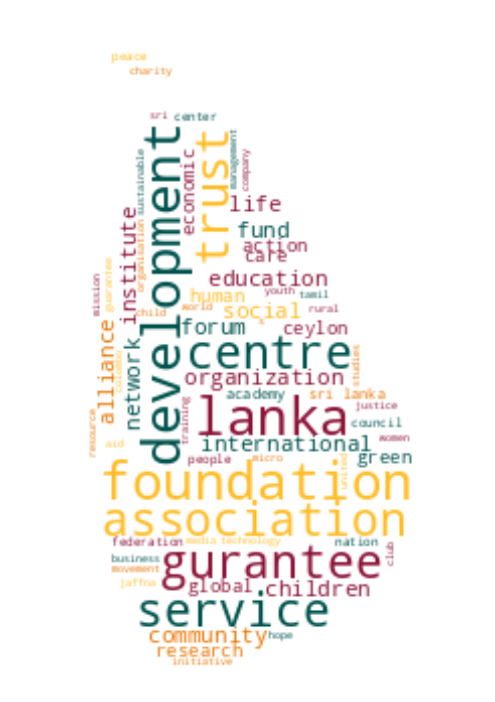 peace
charity
sri
center
development
trust
management
company
economic
sustainable
life
institute
organisation
fund
action
care
education
mission
guarantee
human
youth
tamil
child
world
social
rural
forum
s
ceylon
alliance
network
colombo
centre
studies
organization
academy
sri lanka
lanka
justice
resource
training
council
international
women
aid
people
micro
green
united
foundation
association
federation
media
technology
nation
business
movement
gurantee
club
jaffna
global
children
service
community
hope
research
initiative